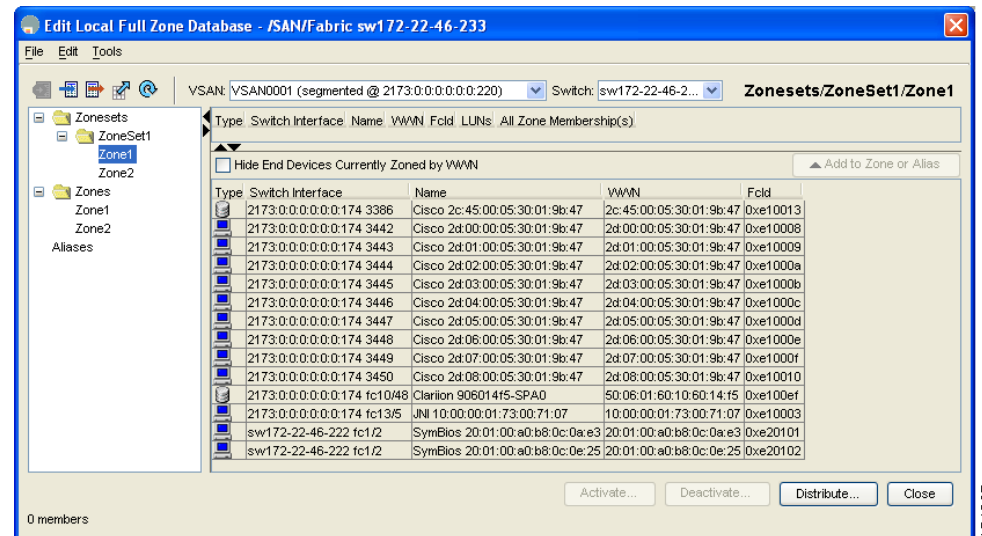 Edit Local Full Zone Database - /SAN/Fabric sw172-22-46-233
File Edit Tools
VSAN: VSAN0001 (segmented @ 2173:0:0:0:0:0:220) Switch: sw172-22-46-2... Zonesets/ZoneSet1/Zone1
Zonesets
ZoneSet1
Zone1
Zone2
Zones
Zone1
Zone2
Aliases
Type Switch Interface Name WWN FcId LUNs All Zone Membership(s)
Hide End Devices Currently Zoned by WWN Add to Zone or Alias
Type Switch Interface Name WWN FcId
2173:0:0:0:0:0:174 3386 Cisco 2c:45:00:05:30:01:9b:47 2c:45:00:05:30:01:9b:47 0xe10013
2173:0:0:0:0:0:174 3442 Cisco 2d:00:00:05:30:01:9b:47 2d:00:00:05:30:01:9b:47 0xe10008
2173:0:0:0:0:0:174 3443 Cisco 2d:01:00:05:30:01:9b:47 2d:01:00:05:30:01:9b:47 0xe10009
2173:0:0:0:0:0:174 3444 Cisco 2d:02:00:05:30:01:9b:47 2d:02:00:05:30:01:9b:47 0xe1000a
2173:0:0:0:0:0:174 3445 Cisco 2d:03:00:05:30:01:9b:47 2d:03:00:05:30:01:9b:47 0xe1000b
2173:0:0:0:0:0:174 3446 Cisco 2d:04:00:05:30:01:9b:47 2d:04:00:05:30:01:9b:47 0xe1000c
2173:0:0:0:0:0:174 3447 Cisco 2d:05:00:05:30:01:9b:47 2d:05:00:05:30:01:9b:47 0xe1000d
2173:0:0:0:0:0:174 3448 Cisco 2d:06:00:05:30:01:9b:47 2d:06:00:05:30:01:9b:47 0xe1000e
2173:0:0:0:0:0:174 3449 Cisco 2d:07:00:05:30:01:9b:47 2d:07:00:05:30:01:9b:47 0xe1000f
2173:0:0:0:0:0:174 3450 Cisco 2d:08:00:05:30:01:9b:47 2d:08:00:05:30:01:9b:47 0xe10010
2173:0:0:0:0:0:174 fc10/48 Clariion 906014f5-SPA0 50:06:01:60:10:60:14:f5 0xe100ef
2173:0:0:0:0:0:174 fc13/5 JNI 10:00:00:01:73:00:71:07 10:00:00:01:73:00:71:07 0xe10003
sw172-22-46-222 fc1/2 SymBios 20:01:00:a0:b8:0c:0a:e3 20:01:00:a0:b8:0c:0a:e3 0xe20101
sw172-22-46-222 fc1/2 SymBios 20:01:00:a0:b8:0c:0e:25 20:01:00:a0:b8:0c:0e:25 0xe20102
Activate... Deactivate... Distribute... Close
0 members